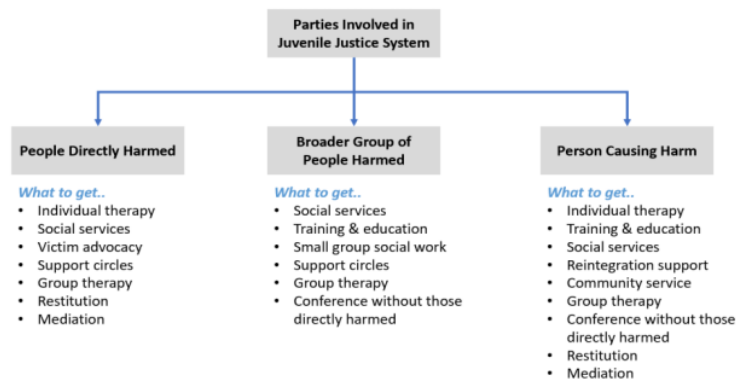 Parties Involved in
Juvenile Justice System
People Directly Harmed
What to get..
• Individual therapy
• Social services
• Victim advocacy
• Support circles
• Group therapy
• Restitution
• Mediation
Broader Group of
People Harmed
What to get..
• Social services
• Training & education
• Small group social work
• Support circles
• Group therapy
• Conference without those
directly harmed
Person Causing Harm
What to get..
• Individual therapy
• Training & education
• Social services
• Reintegration support
• Community service
• Group therapy
• Conference without those
directly harmed
• Restitution
• Mediation